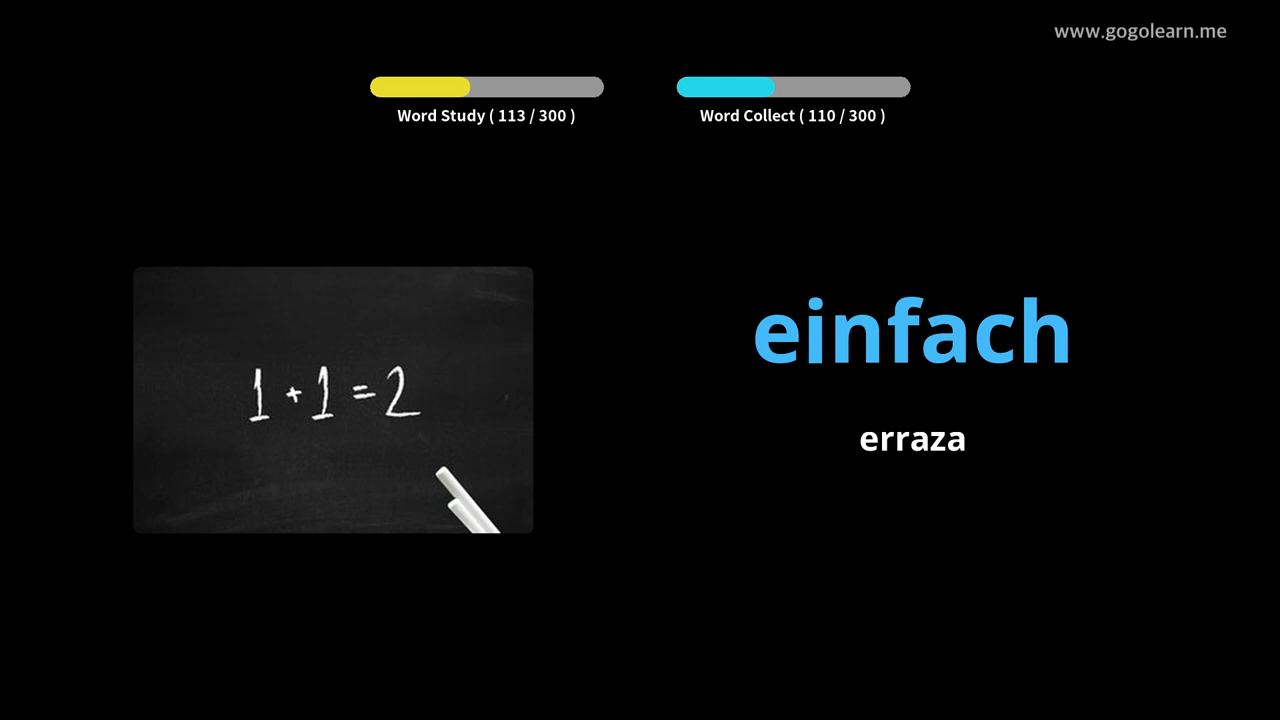 www.gogolearn.me
Word Study ( 113 / 300 )
Word Collect ( 110 / 300 )
1 + 1 = 2
einfach
erraza